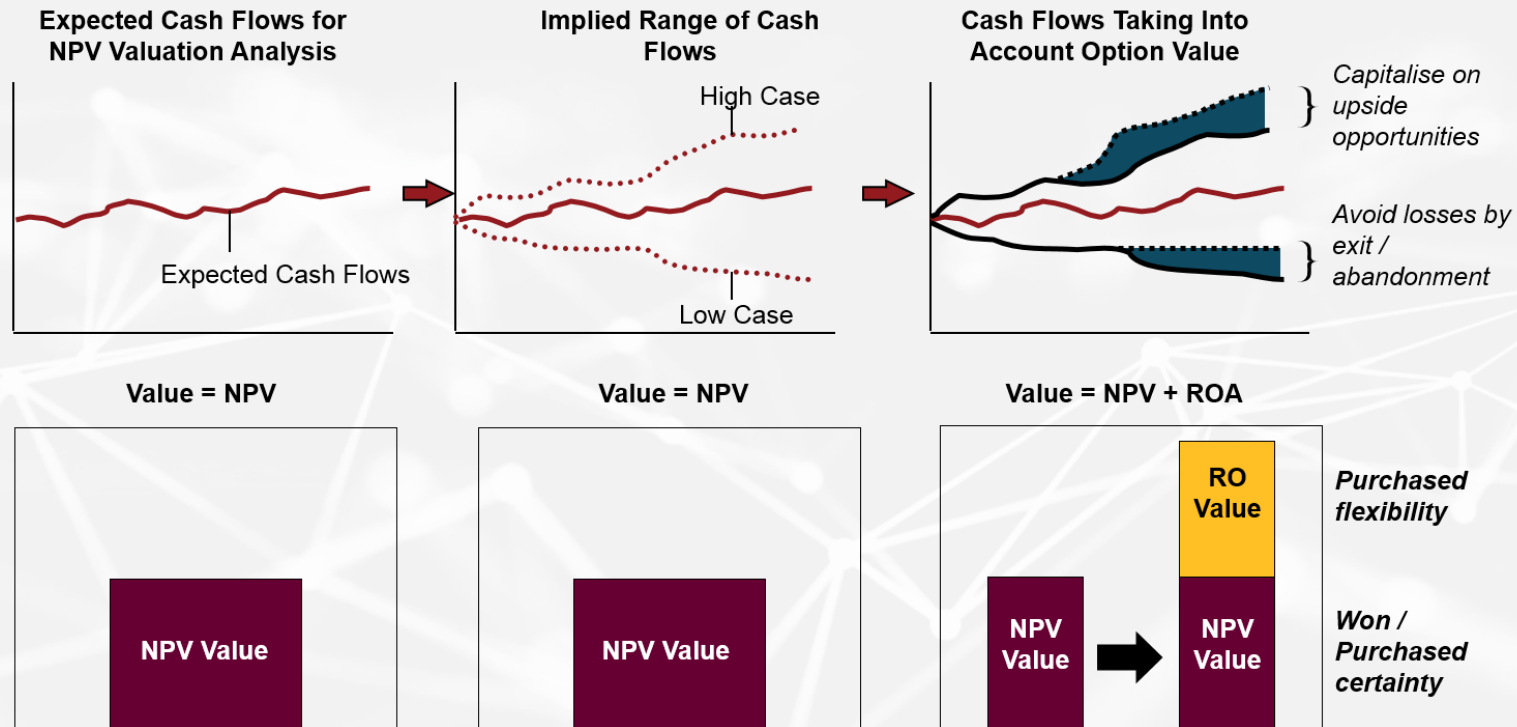 Expected Cash Flows for
NPV Valuation Analysis
Implied Range of Cash
Flows
Cash Flows Taking Into
Account Option Value
Expected Cash Flows
High Case
Low Case
Capitalise on
upside
opportunities
Avoid losses by
exit /
abandonment
Value = NPV
Value = NPV
Value = NPV + ROA
NPV Value
NPV Value
NPV
Value
RO
Value
NPV
Value
Purchased
flexibility
Won /
Purchased
certainty